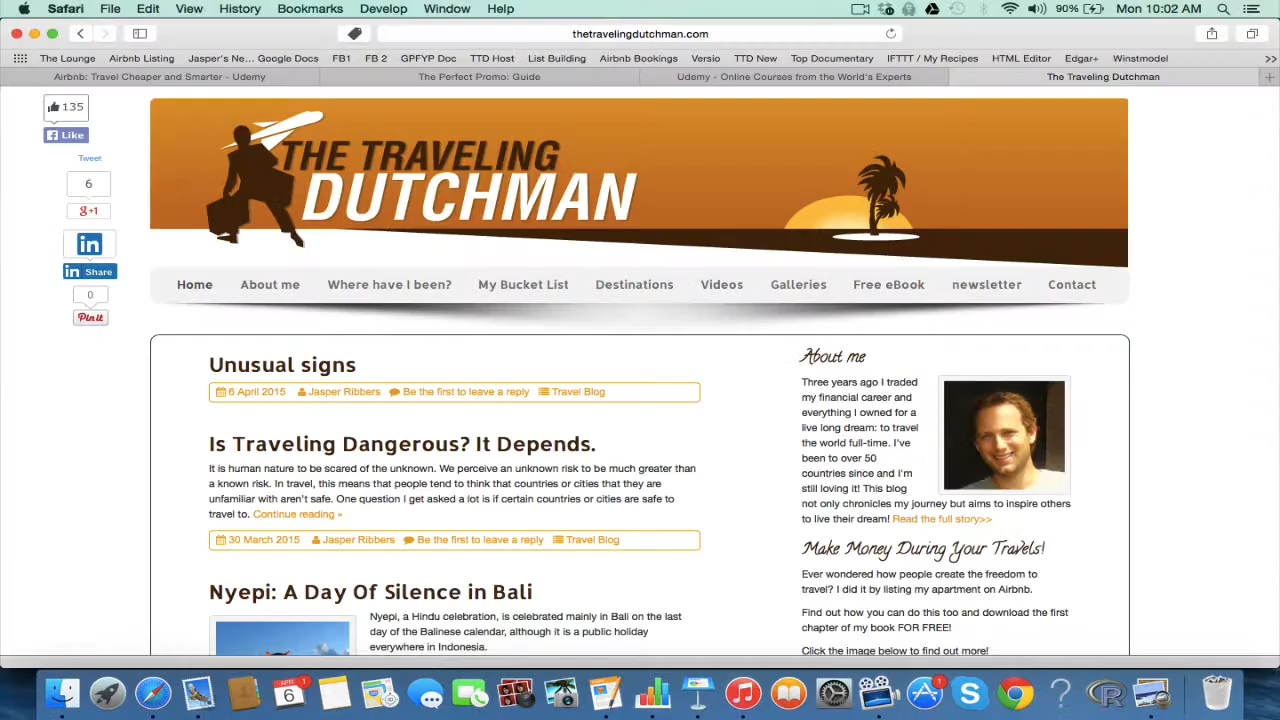 Safari File Edit View History Bookmarks Develop Window Help 90% Mon 10:02 AM
thetravelingdutchman.com
The Lounge Airbnb Listing Jasper's Ne... Google Docs FB1 FB 2 GPFYP Doc TTD Host List Building Airbnb Bookings Versio TTD New Top Documentary IFTTT / My Recipes HTML Editor Edgar+ Winstmodel >>
Airbnb: Travel Cheaper and Smarter - Udemy The Perfect Promo: Guide Udemy - Online Courses from the World's Experts The Traveling Dutchman +
135
Like
Tweet
6
g+1
in
in Share
0
Pin it
THE TRAVELING
DUTCHMAN
Home About me Where have I been? My Bucket List Destinations Videos Galleries Free eBook newsletter Contact
Unusual signs
6 April 2015 Jasper Ribbers Be the first to leave a reply Travel Blog
Is Traveling Dangerous? It Depends.
It is human nature to be scared of the unknown. We perceive an unknown risk to be much greater than
a known risk. In travel, this means that people tend to think that countries or cities that they are
unfamiliar with aren't safe. One question I get asked a lot is if certain countries or cities are safe to
travel to. Continue reading »
30 March 2015 Jasper Ribbers Be the first to leave a reply Travel Blog
Nyepi: A Day Of Silence in Bali
Nyepi, a Hindu celebration, is celebrated mainly in Bali on the last
day of the Balinese calendar, although it is a public holiday
everywhere in Indonesia.
About me
Three years ago I traded
my financial career and
everything I owned for a
live long dream: to travel
the world full-time. I've
been to over 50
countries since and I'm
still loving it! This blog
not only chronicles my journey but aims to inspire others
to live their dream! Read the full story>>
Make Money During Your Travels!
Ever wondered how people create the freedom to
travel? I did it by listing my apartment on Airbnb.
Find out how you can do this too and download the first
chapter of my book FOR FREE!
Click the image below to find out more!
APR
6
1
1
S
?
R